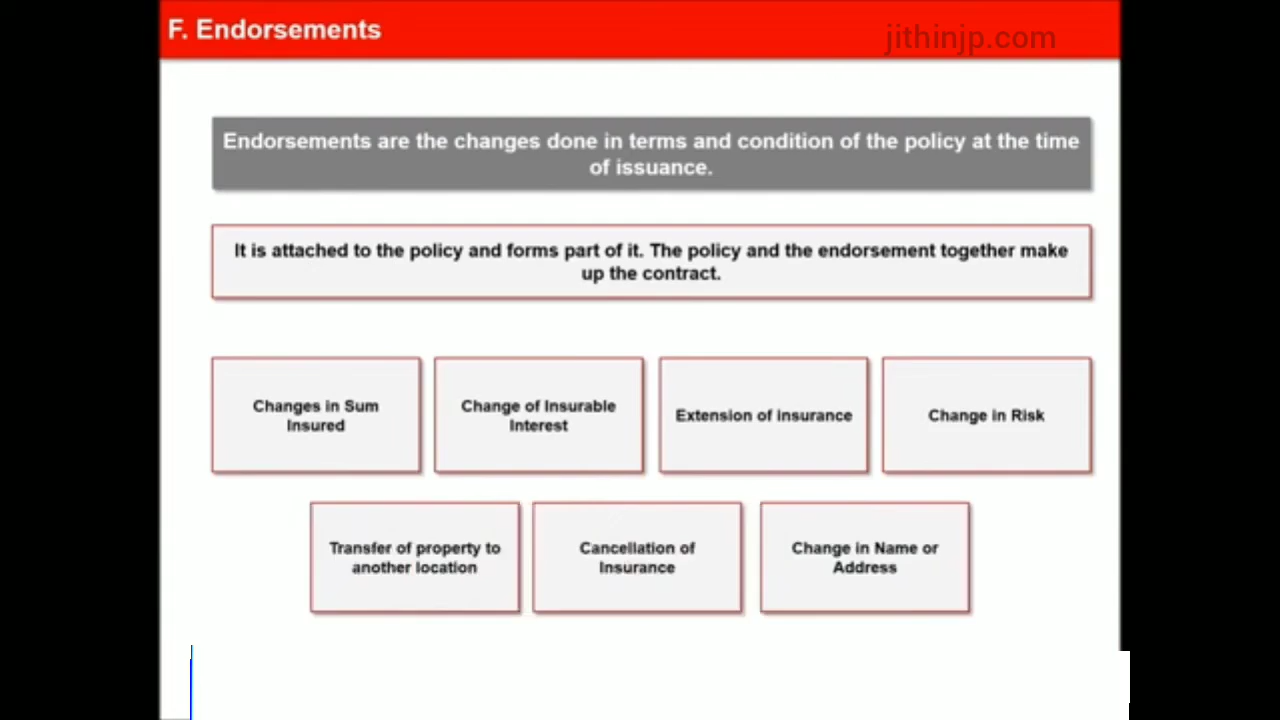 F. Endorsements
jithinjp.com
Endorsements are the changes done in terms and condition of the policy at the time
of issuance.
It is attached to the policy and forms part of it. The policy and the endorsement together make
up the contract.
Changes in Sum
Insured
Change of Insurable
Interest
Extension of insurance
Change in Risk
Transfer of property to
another location
Cancellation of
Insurance
Change in Name or
Address